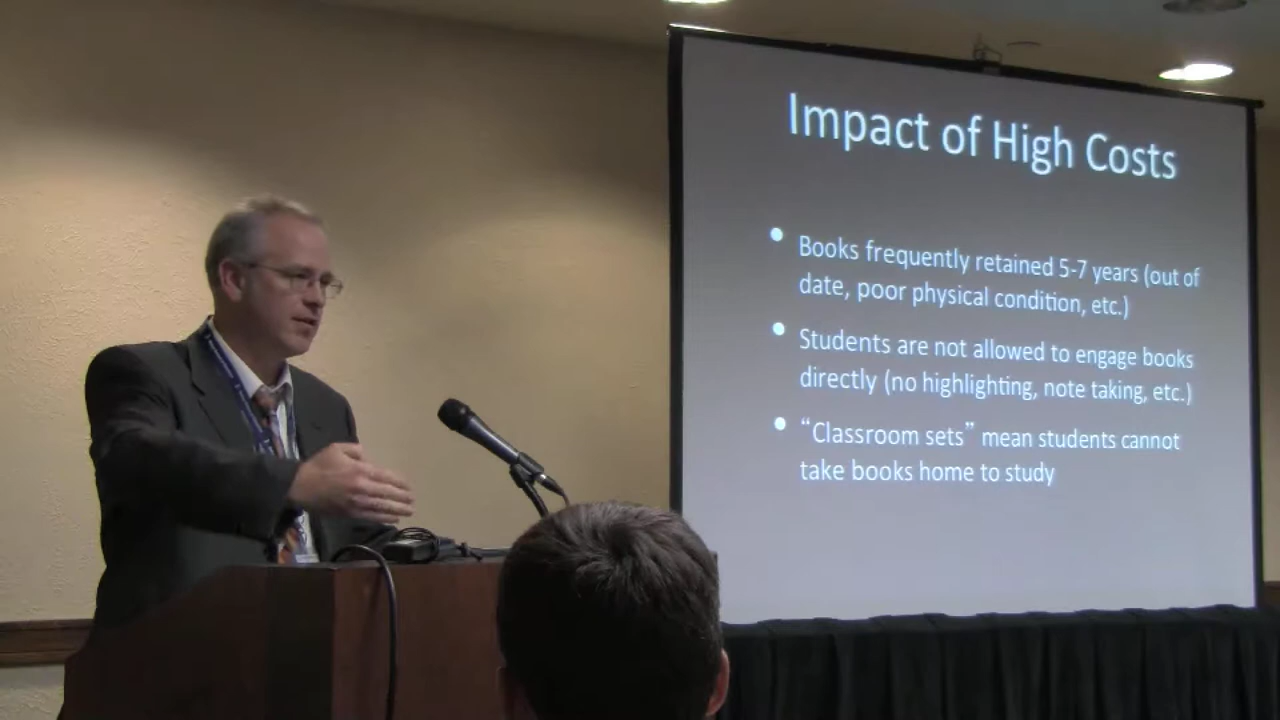 Impact of High Costs
• Books frequently retained 5-7 years (out of
date, poor physical condition, etc.)
• Students are not allowed to engage books
directly (no highlighting, note taking, etc.)
• “Classroom sets” mean students cannot
take books home to study